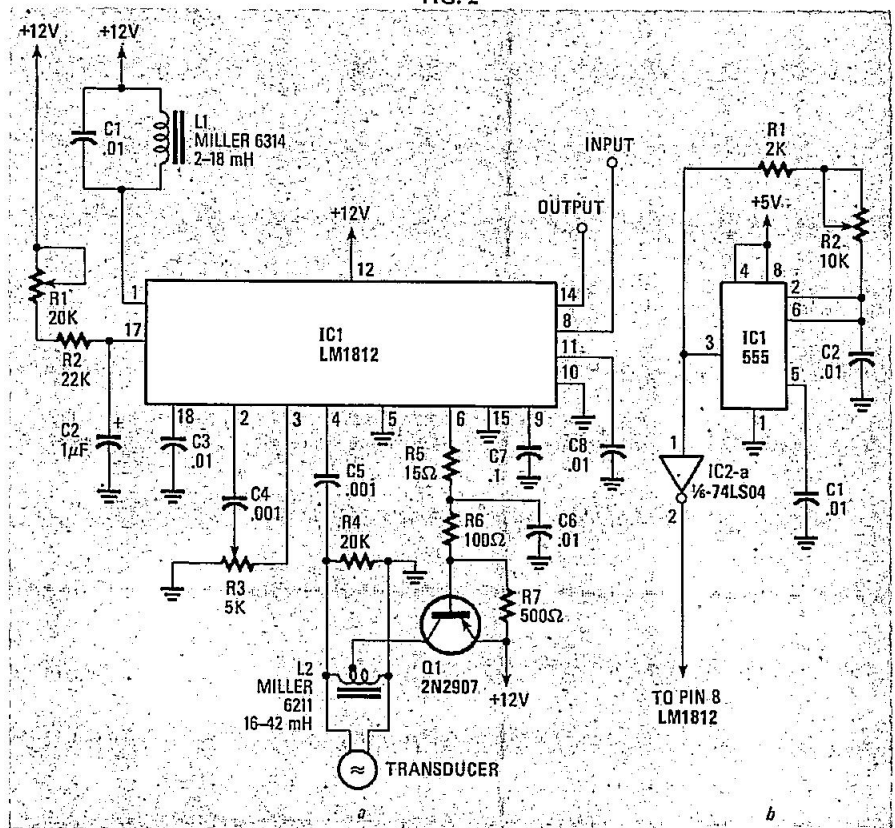 FIG. 2
+12V
+12V
C1
.01
L1
MILLER 6314
2–18 mH
INPUT
OUTPUT
+12V
12
1
17
14
8
11
10
IC1
LM1812
R1
20K
R2
22K
C2
1μF
+
18
2
3
4
5
6
15
9
C3
.01
C4
.001
R3
5K
C5
.001
R4
20K
R5
15Ω
R6
100Ω
C6
.01
C7
.1
C8
.01
R7
500Ω
Q1
2N2907
+12V
L2
MILLER
6211
16–42 mH
≈
TRANSDUCER
a
R1
2K
+5V
R2
10K
4
8
2
6
3
5
1
IC1
555
C2
.01
C1
.01
1
IC2-a
⅙-74LS04
2
TO PIN 8
LM1812
b